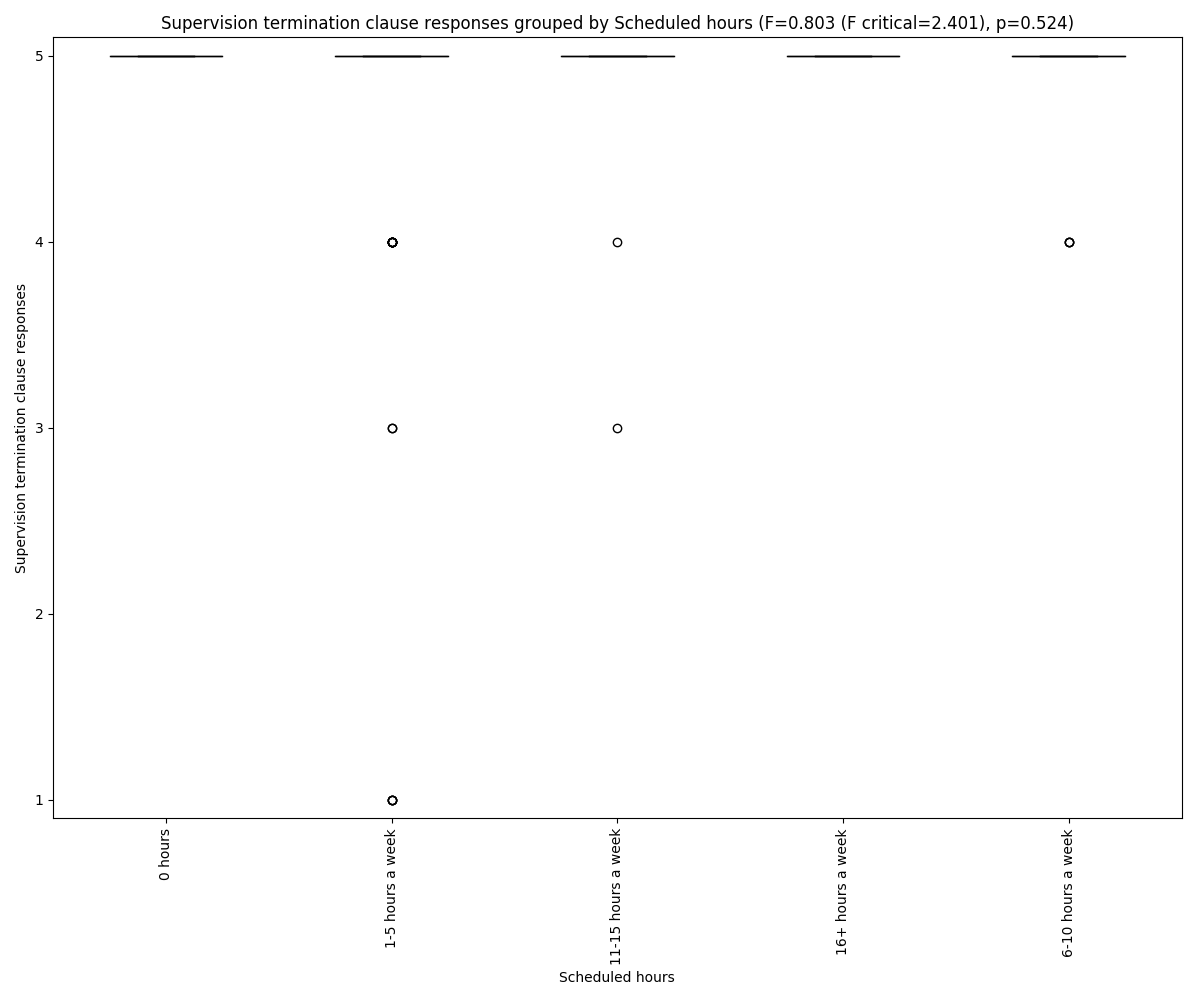 Supervision termination clause responses grouped by Scheduled hours (F=0.803 (F critical=2.401), p=0.524)
Supervision termination clause responses
5
4
3
2
1
0 hours
1-5 hours a week
11-15 hours a week
16+ hours a week
6-10 hours a week
Scheduled hours